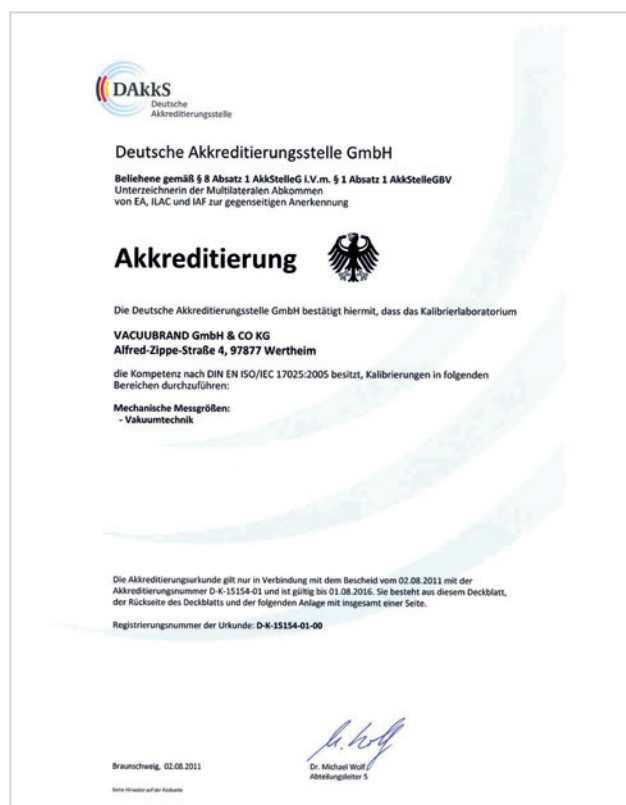 DAkkS
Deutsche
Akkreditierungsstelle
Deutsche Akkreditierungsstelle GmbH
Beliehene gemäß § 8 Absatz 1 AkkStelleG i.V.m. § 1 Absatz 1 AkkStelleGBV
Unterzeichnerin der Multilateralen Abkommen
von EA, ILAC und IAF zur gegenseitigen Anerkennung
Akkreditierung
Die Deutsche Akkreditierungsstelle GmbH bestätigt hiermit, dass das Kalibrierlaboratorium
VACUUBRAND GmbH & CO KG
Alfred-Zippe-Straße 4, 97877 Wertheim
die Kompetenz nach DIN EN ISO/IEC 17025:2005 besitzt, Kalibrierungen in folgenden
Bereichen durchzuführen:
Mechanische Messgrößen:
- Vakuumtechnik
Die Akkreditierungsurkunde gilt nur in Verbindung mit dem Bescheid vom 02.08.2011 mit der
Akkreditierungsnummer D-K-15154-01 und ist gültig bis 01.08.2016. Sie besteht aus diesem Deckblatt,
der Rückseite des Deckblatts und der folgenden Anlage mit insgesamt einer Seite.
Registrierungsnummer der Urkunde: D-K-15154-01-00
Braunschweig, 02.08.2011
Dr. Michael Wolf
Abteilungsleiter 5
Siehe Hinweise auf der Rückseite